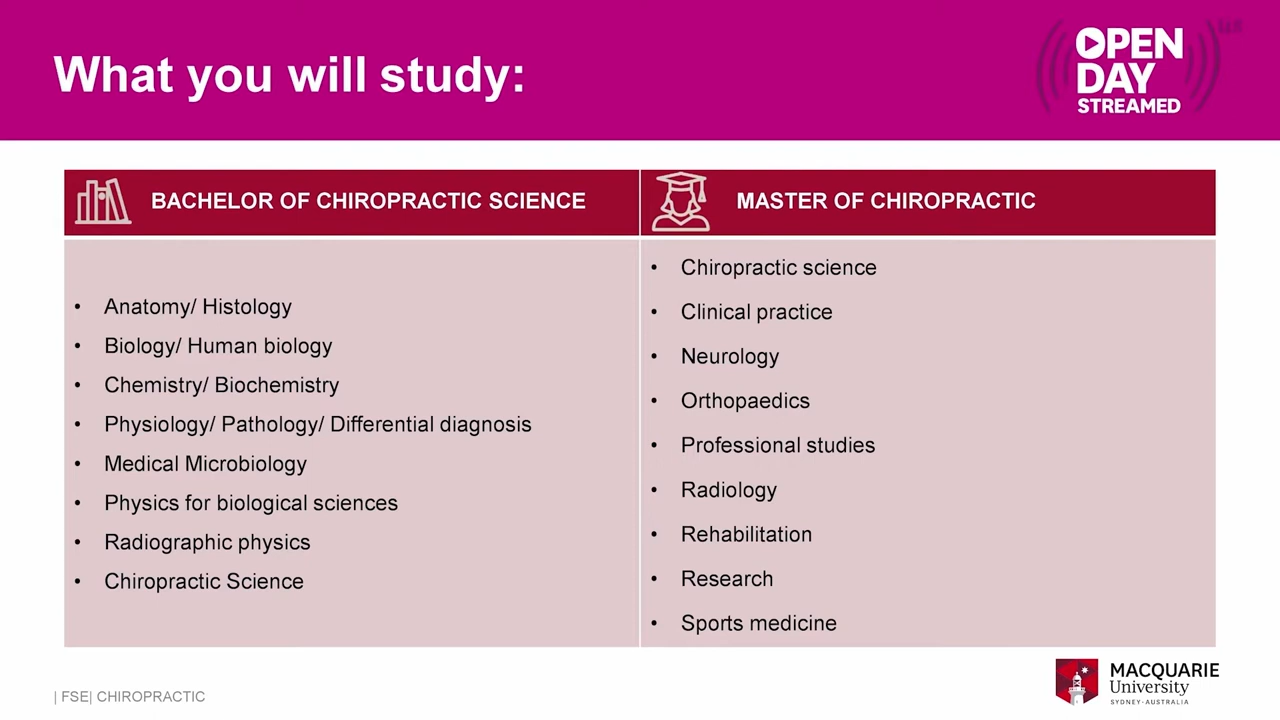 What you will study:
OPEN
DAY
STREAMED
BACHELOR OF CHIROPRACTIC SCIENCE
• Anatomy/ Histology
• Biology/ Human biology
• Chemistry/ Biochemistry
• Physiology/ Pathology/ Differential diagnosis
• Medical Microbiology
• Physics for biological sciences
• Radiographic physics
• Chiropractic Science
MASTER OF CHIROPRACTIC
• Chiropractic science
• Clinical practice
• Neurology
• Orthopaedics
• Professional studies
• Radiology
• Rehabilitation
• Research
• Sports medicine
| FSE| CHIROPRACTIC
MACQUARIE
University
SYDNEY·AUSTRALIA